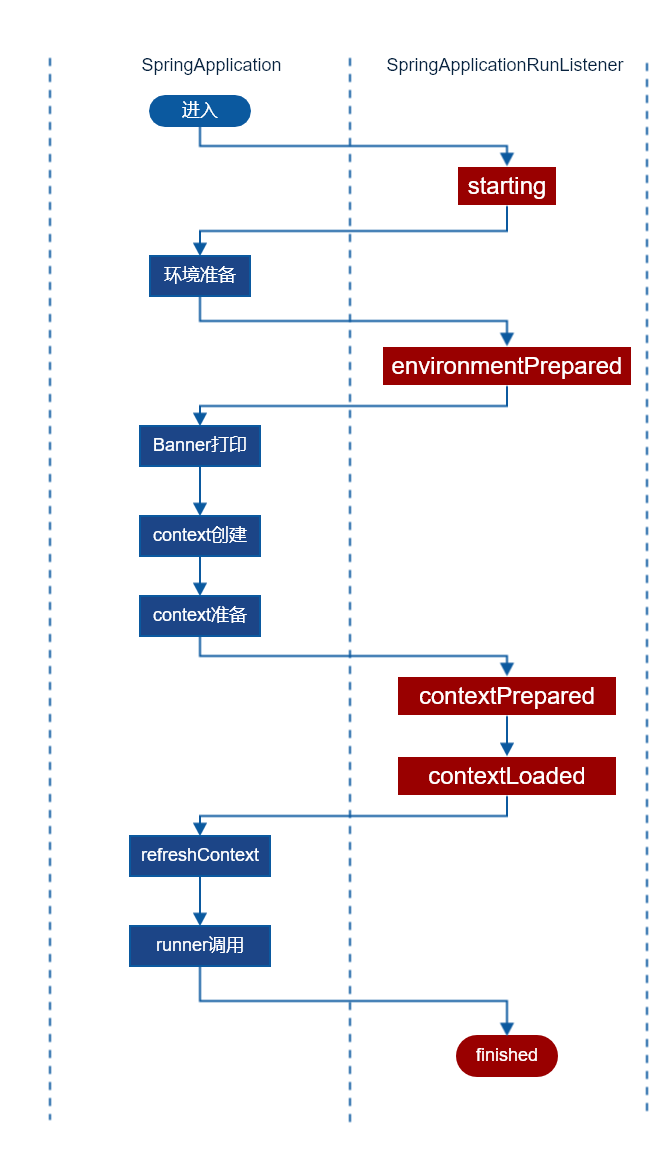 SpringApplication
SpringApplicationRunListener
进入
starting
环境准备
environmentPrepared
Banner打印
context创建
context准备
contextPrepared
contextLoaded
refreshContext
runner调用
finished